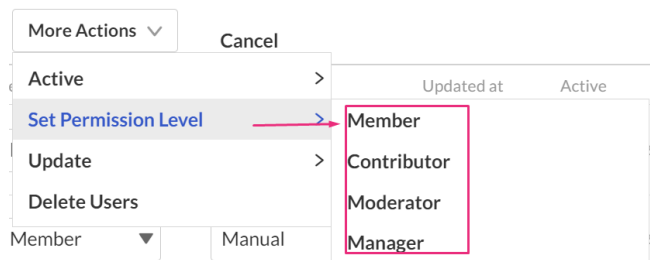 More Actions
Cancel
Active
Updated at
Active
Set Permission Level
Member
Update
Contributor
Delete Users
Moderator
Member
Manual
Manager